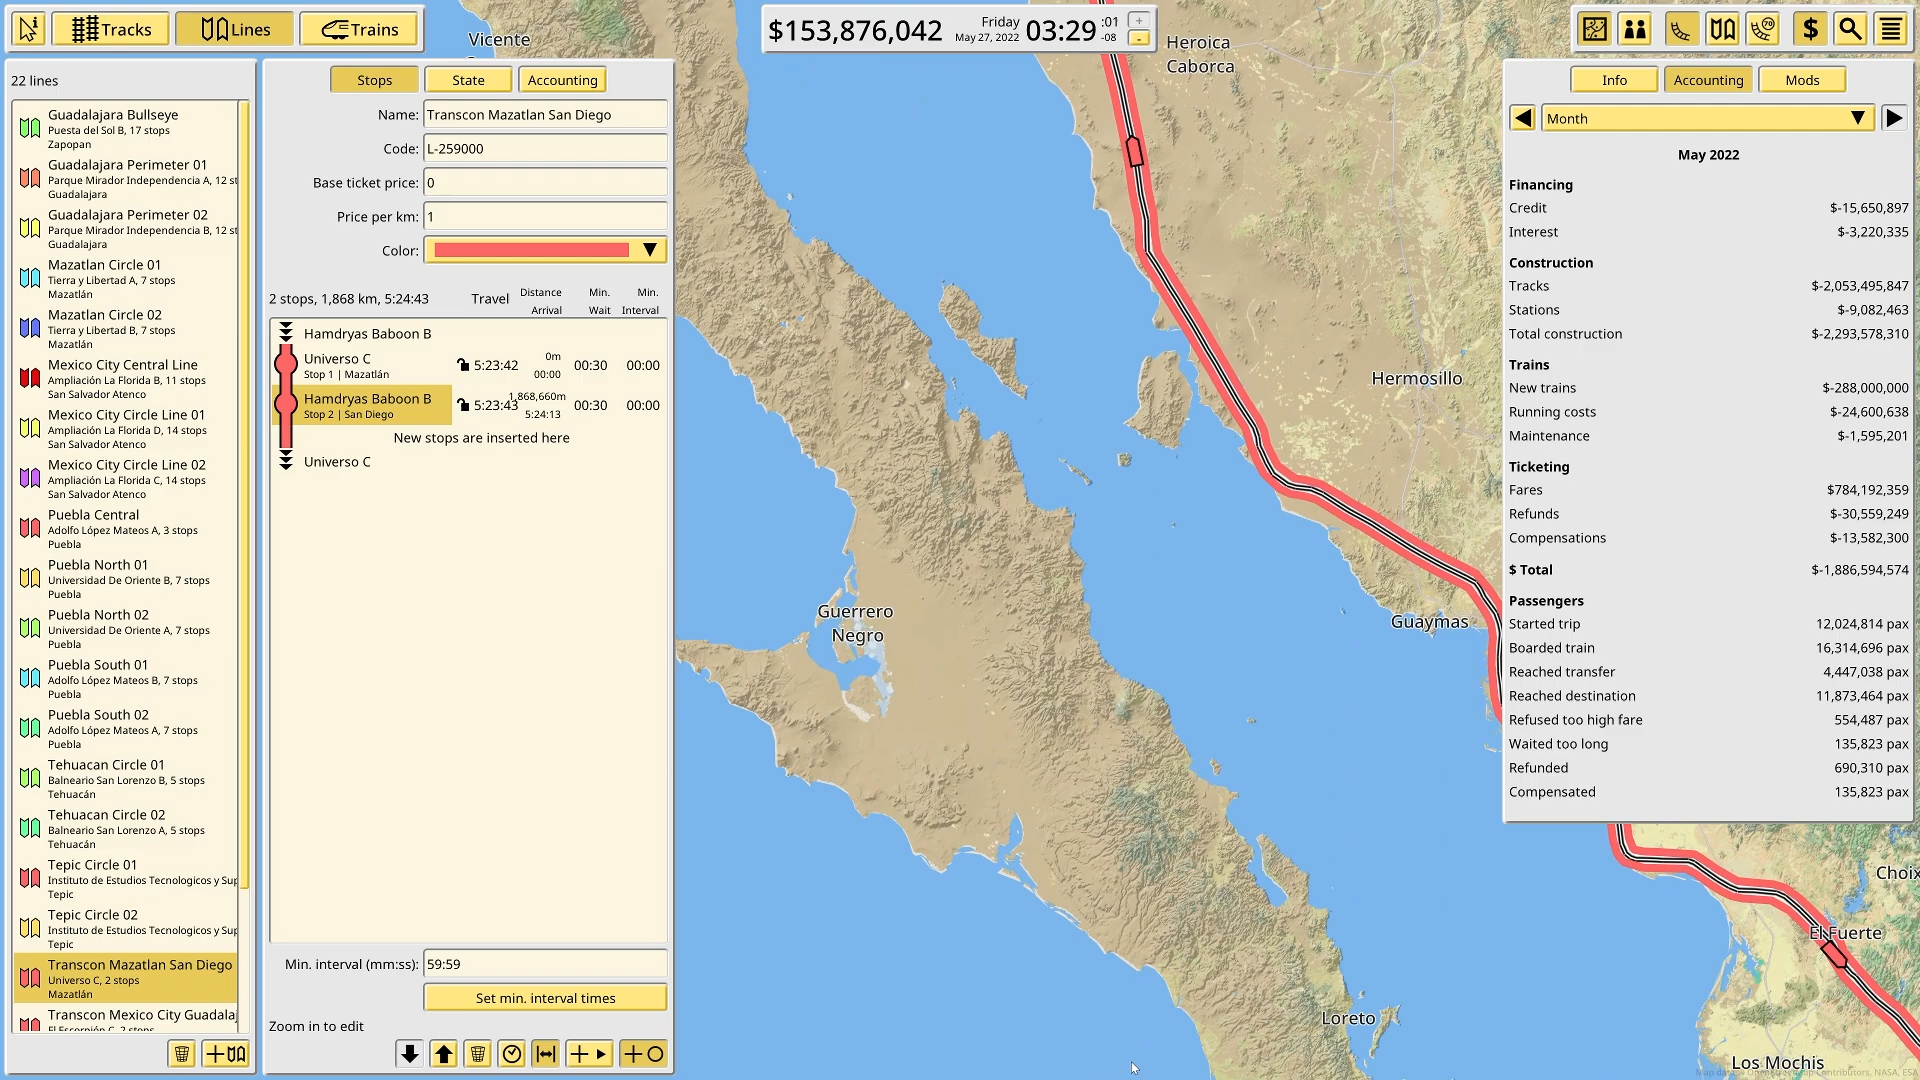 Tracks
Lines
Trains
$153,876,042
Friday
May 27, 2022
03:29
:01
-08
+
-
22 lines
Guadalajara Bullseye
Puesta del Sol B, 17 stops
Zapopan
Guadalajara Perimeter 01
Parque Mirador Independencia A, 12 st
Guadalajara
Guadalajara Perimeter 02
Parque Mirador Independencia B, 12 st
Guadalajara
Mazatlan Circle 01
Tierra y Libertad A, 7 stops
Mazatlán
Mazatlan Circle 02
Tierra y Libertad B, 7 stops
Mazatlán
Mexico City Central Line
Ampliación La Florida B, 11 stops
San Salvador Atenco
Mexico City Circle Line 01
Ampliación La Florida D, 14 stops
San Salvador Atenco
Mexico City Circle Line 02
Ampliación La Florida C, 14 stops
San Salvador Atenco
Puebla Central
Adolfo López Mateos A, 3 stops
Puebla
Puebla North 01
Universidad De Oriente B, 7 stops
Puebla
Puebla North 02
Universidad De Oriente A, 7 stops
Puebla
Puebla South 01
Adolfo López Mateos B, 7 stops
Puebla
Puebla South 02
Adolfo López Mateos A, 7 stops
Puebla
Tehuacan Circle 01
Balneario San Lorenzo B, 5 stops
Tehuacán
Tehuacan Circle 02
Balneario San Lorenzo A, 5 stops
Tehuacán
Tepic Circle 01
Instituto de Estudios Tecnologicos y Sup
Tepic
Tepic Circle 02
Instituto de Estudios Tecnologicos y Sup
Tepic
Transcon Mazatlan San Diego
Universo C, 2 stops
Mazatlán
Transcon Mexico City Guadalaj
El Escorpión C, 2 stops
Stops
State
Accounting
Name: Transcon Mazatlan San Diego
Code: L-259000
Base ticket price: 0
Price per km: 1
Color:
2 stops, 1,868 km, 5:24:43
Travel
Distance
Arrival
Min.
Wait
Min.
Interval
Hamdryas Baboon B
Universo C
Stop 1 | Mazatlán
5:23:42
0m
00:00
00:30
00:00
Hamdryas Baboon B
Stop 2 | San Diego
5:23:43
1,868,660m
5:24:13
00:30
00:00
New stops are inserted here
Universo C
Min. interval (mm:ss): 59:59
Set min. interval times
Zoom in to edit
Vicente
Heroica
Caborca
Hermosillo
Guaymas
Guerrero
Negro
Loreto
El Fuerte
Choix
Los Mochis
70
$
Info
Accounting
Mods
Month
May 2022
Financing
Credit $-15,650,897
Interest $-3,220,335
Construction
Tracks $-2,053,495,847
Stations $-9,082,463
Total construction $-2,293,578,310
Trains
New trains $-288,000,000
Running costs $-24,600,638
Maintenance $-1,595,201
Ticketing
Fares $784,192,359
Refunds $-30,559,249
Compensations $-13,582,300
$ Total $-1,886,594,574
Passengers
Started trip 12,024,814 pax
Boarded train 16,314,696 pax
Reached transfer 4,447,038 pax
Reached destination 11,873,464 pax
Refused too high fare 554,487 pax
Waited too long 135,823 pax
Refunded 690,310 pax
Compensated 135,823 pax